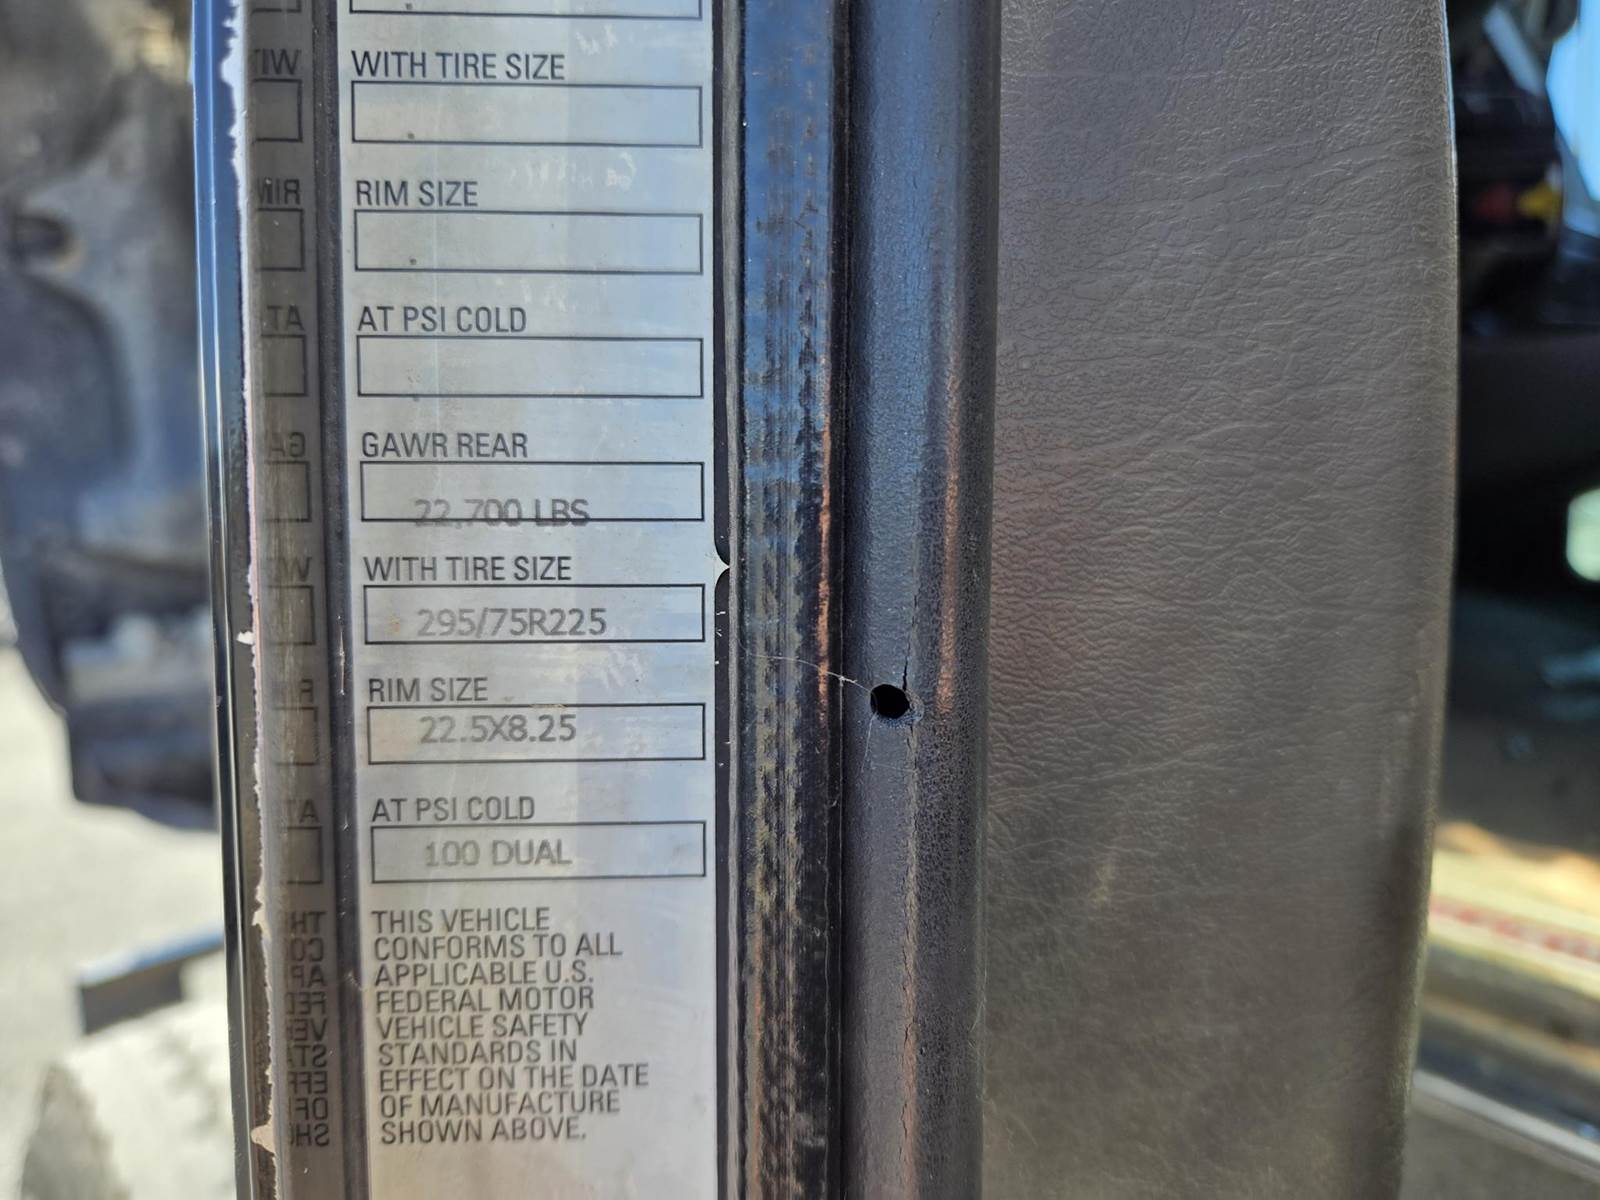 WITH TIRE SIZE
RIM SIZE
AT PSI COLD
GAWR REAR
22,700 LBS
WITH TIRE SIZE
295/75R225
RIM SIZE
22.5X8.25
AT PSI COLD
100 DUAL
THIS VEHICLE
CONFORMS TO ALL
APPLICABLE U.S.
FEDERAL MOTOR
VEHICLE SAFETY
STANDARDS IN
EFFECT ON THE DATE
OF MANUFACTURE
SHOWN ABOVE.